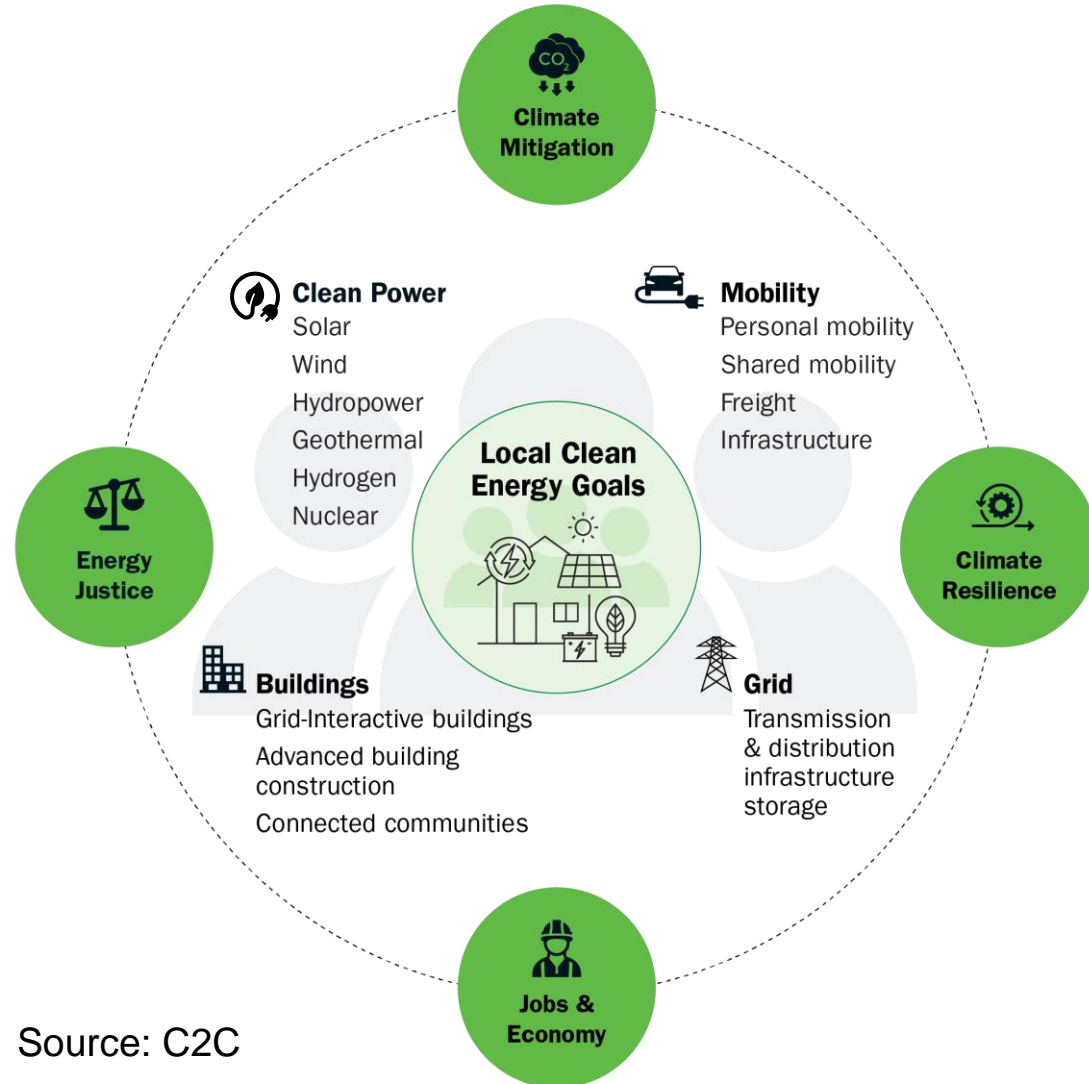 CO2
Climate
Mitigation
Clean Power
Solar
Wind
Hydropower
Geothermal
Hydrogen
Nuclear
Mobility
Personal mobility
Shared mobility
Freight
Infrastructure
Energy
Justice
Local Clean
Energy Goals
Climate
Resilience
Buildings
Grid-Interactive buildings
Advanced building
construction
Connected communities
Grid
Transmission
& distribution
infrastructure
storage
Jobs &
Economy
Source: C2C